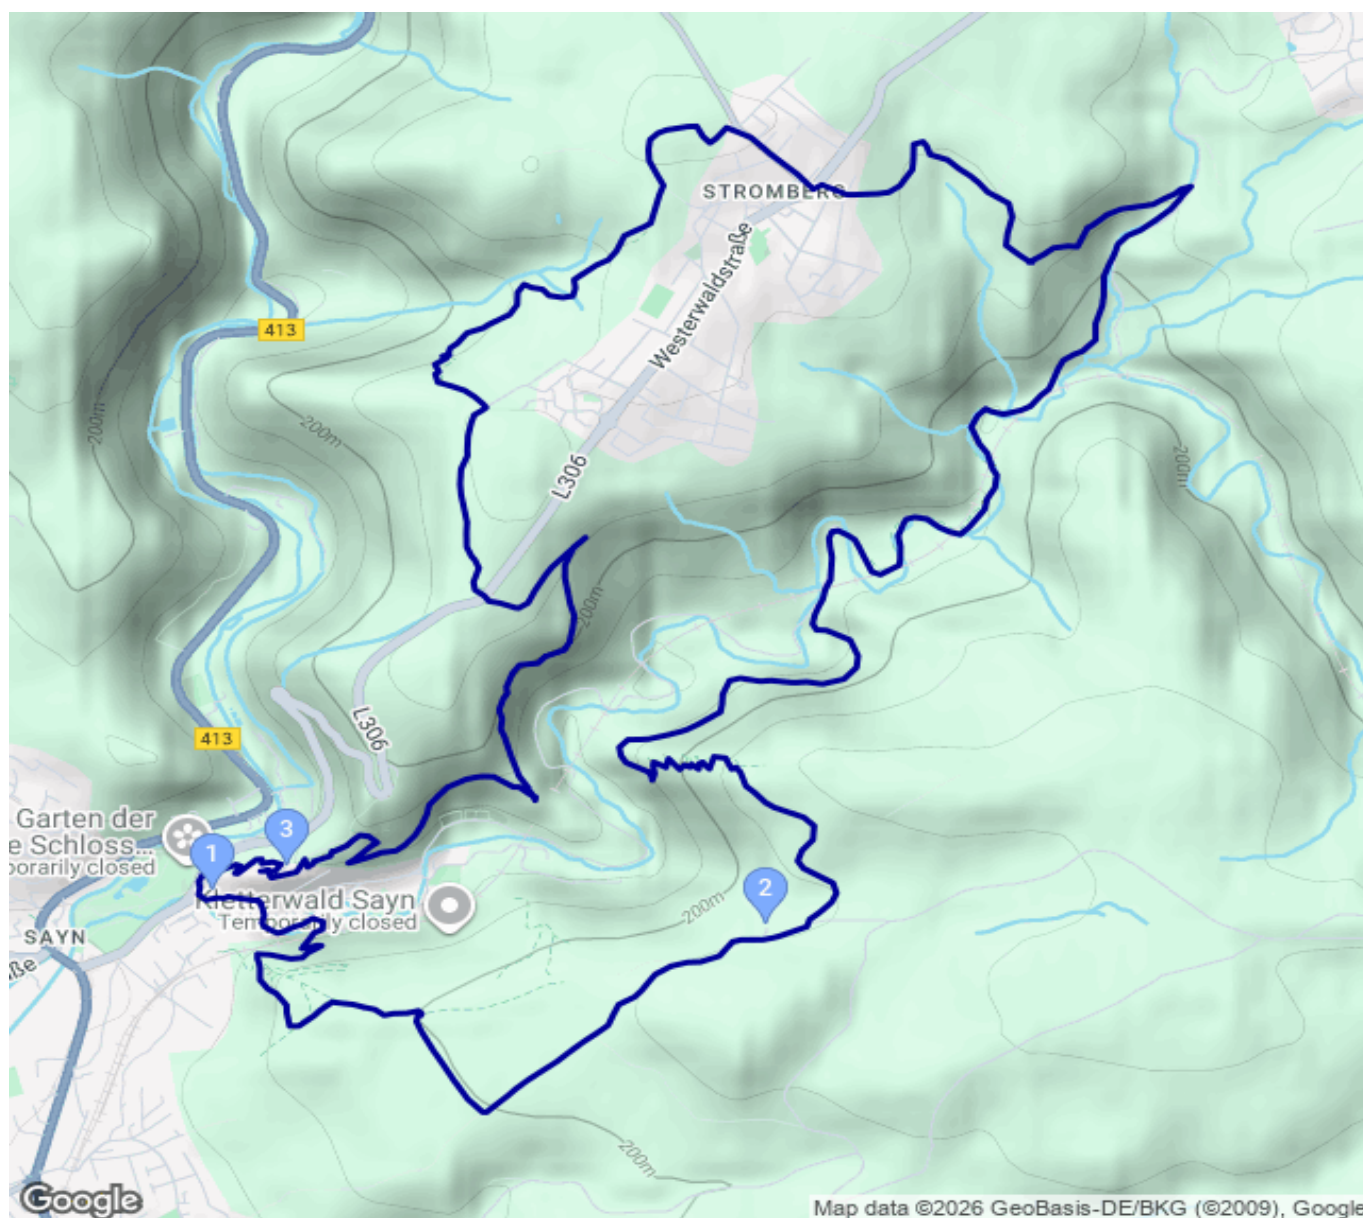 STROMBERG
Westerwaldstraße
413
200m
200m
200m
L306
200m
L306
413
Garten der
e Schloss...
porarily closed
3
1
2
Kletterwald Sayn
Temporarily closed
200m
SAYN
ße
200m
Google
Map data ©2026 GeoBasis-DE/BKG (©2009), Google